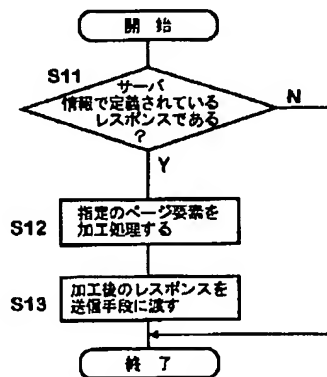 開 始
S11
サーバ
情報で定義されている
レスポンスである
?
N
Y
S12
指定のページ要素を
加工処理する
S13
加工後のレスポンスを
送信手段に渡す
終 了